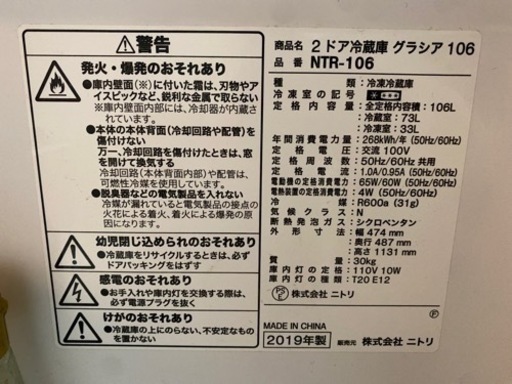 ⚠警告
発火・爆発のおそれあり
●庫内壁面(※)に付いた霜は、刃物やアイスピックなど、鋭利な金属で取らない
※庫内壁面内部には、冷却器が内蔵されています。
●本体の本体背面(冷却回路や配管)を傷付けない
万一、冷却回路を傷付けたときは、窓を開けて換気する
※本体背面内部や庫内背面内部の配管には、可燃性冷媒を使用しています。
●脱臭器などの電気製品を入れない
冷媒が漏れていると電気製品の接点の火花による着火、着火による爆発の原因になります。
⚠幼児閉じ込められのおそれあり
●冷蔵庫をリサイクルするときは、必ずドアパッキングをはずす
⚠感電のおそれあり
●お手入れや庫内灯を交換する際は、必ず電源プラグを抜く
⚠けがのおそれあり
●冷蔵庫の上にのらない、不安定なものを置かない
商品名 2ドア冷蔵庫 グラシア 106
品番 NTR-106
種類:冷凍冷蔵庫
冷凍室の記号:
定格内容積:全定格内容積:106L
:冷蔵室:73L
:冷凍室:33L
年間消費電力量:268kWh/年 (50Hz/60Hz)
定格電圧:交流 100V
定格周波数:50Hz/60Hz 共用
定格電流:1.0A/0.95A (50Hz/60Hz)
電動機の定格消費電力:65W/60W (50Hz/60Hz)
電熱装置の定格消費電力:4W (50Hz/60Hz)
冷媒:R600a (31g)
気候クラス:N
断熱発泡ガス:シクロペンタン
外形寸法:幅 474 mm
:奥行 487 mm
:高さ 1131 mm
質量:30kg
庫内灯の定格:110V 10W
庫内灯の種類:T20 E12
PSE 株式会社 ニトリ
F
MADE IN CHINA
2019年製 販売元 株式会社 ニトリ